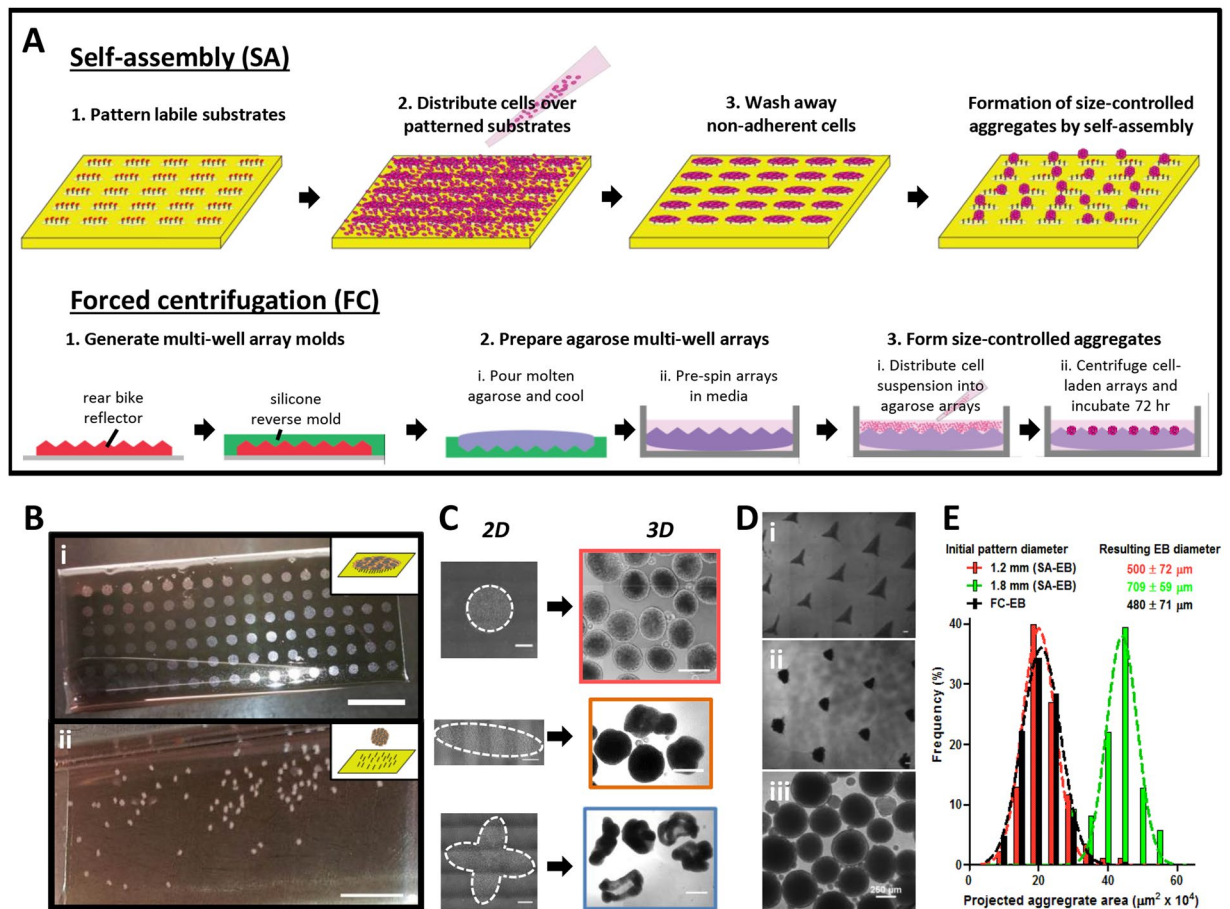 A
Self-assembly (SA)
1. Pattern labile substrates
2. Distribute cells over
patterned substrates
3. Wash away
non-adherent cells
Formation of size-controlled
aggregates by self-assembly
Forced centrifugation (FC)
1. Generate multi-well array molds
rear bike
reflector
silicone
reverse mold
2. Prepare agarose multi-well arrays
i. Pour molten
agarose and cool
ii. Pre-spin arrays
in media
3. Form size-controlled aggregates
i. Distribute cell
suspension into
agarose arrays
ii. Centrifuge cell-
laden arrays and
incubate 72 hr
B
i
ii
C
2D
3D
D
i
ii
iii
250 μm
E
Initial pattern diameter
Resulting EB diameter
1.2 mm (SA-EB)
500 ± 72 μm
1.8 mm (SA-EB)
709 ± 59 μm
FC-EB
480 ± 71 μm
Frequency (%)
40
30
20
10
0
0
20
40
60
Projected aggregrate area (μm² x 10⁴)